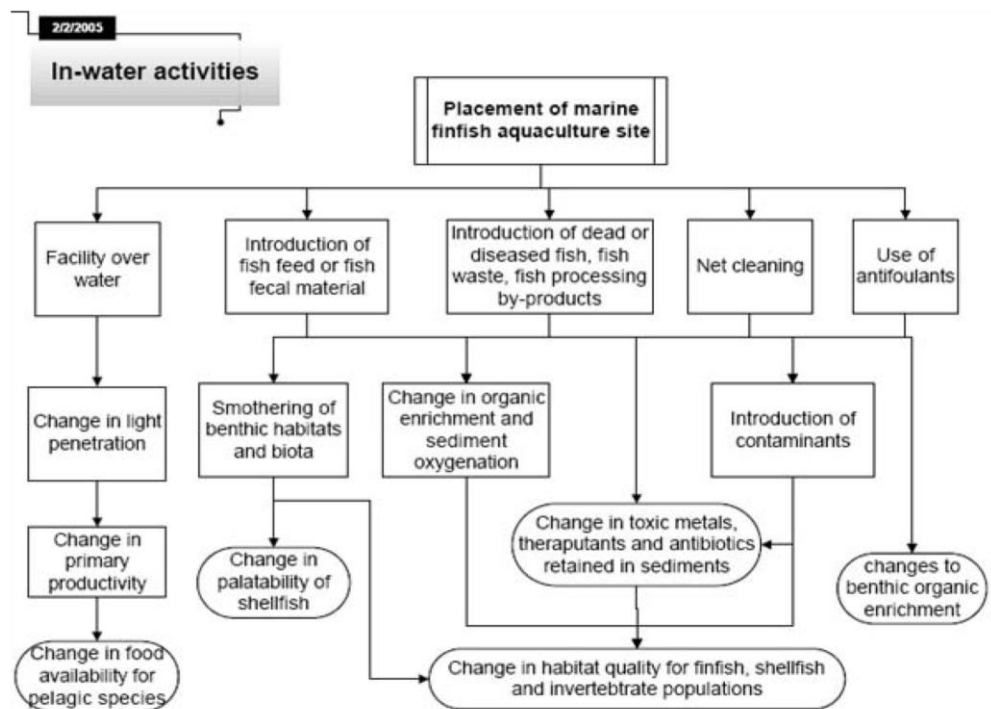 2/2/2005
In-water activities
Placement of marine
finfish aquaculture site
Facility over
water
Introduction of
fish feed or fish
fecal material
Introduction of dead or
diseased fish, fish
waste, fish processing
by-products
Net cleaning
Use of
antifoulants
Change in light
penetration
Smothering of
benthic habitats
and biota
Change in organic
enrichment and
sediment
oxygenation
Introduction of
contaminants
Change in
primary
productivity
Change in
palatability of
shellfish
Change in toxic metals,
theraputants and antibiotics
retained in sediments
changes to
benthic organic
enrichment
Change in food
availability for
pelagic species
Change in habitat quality for finfish, shellfish
and invertebtrate populations